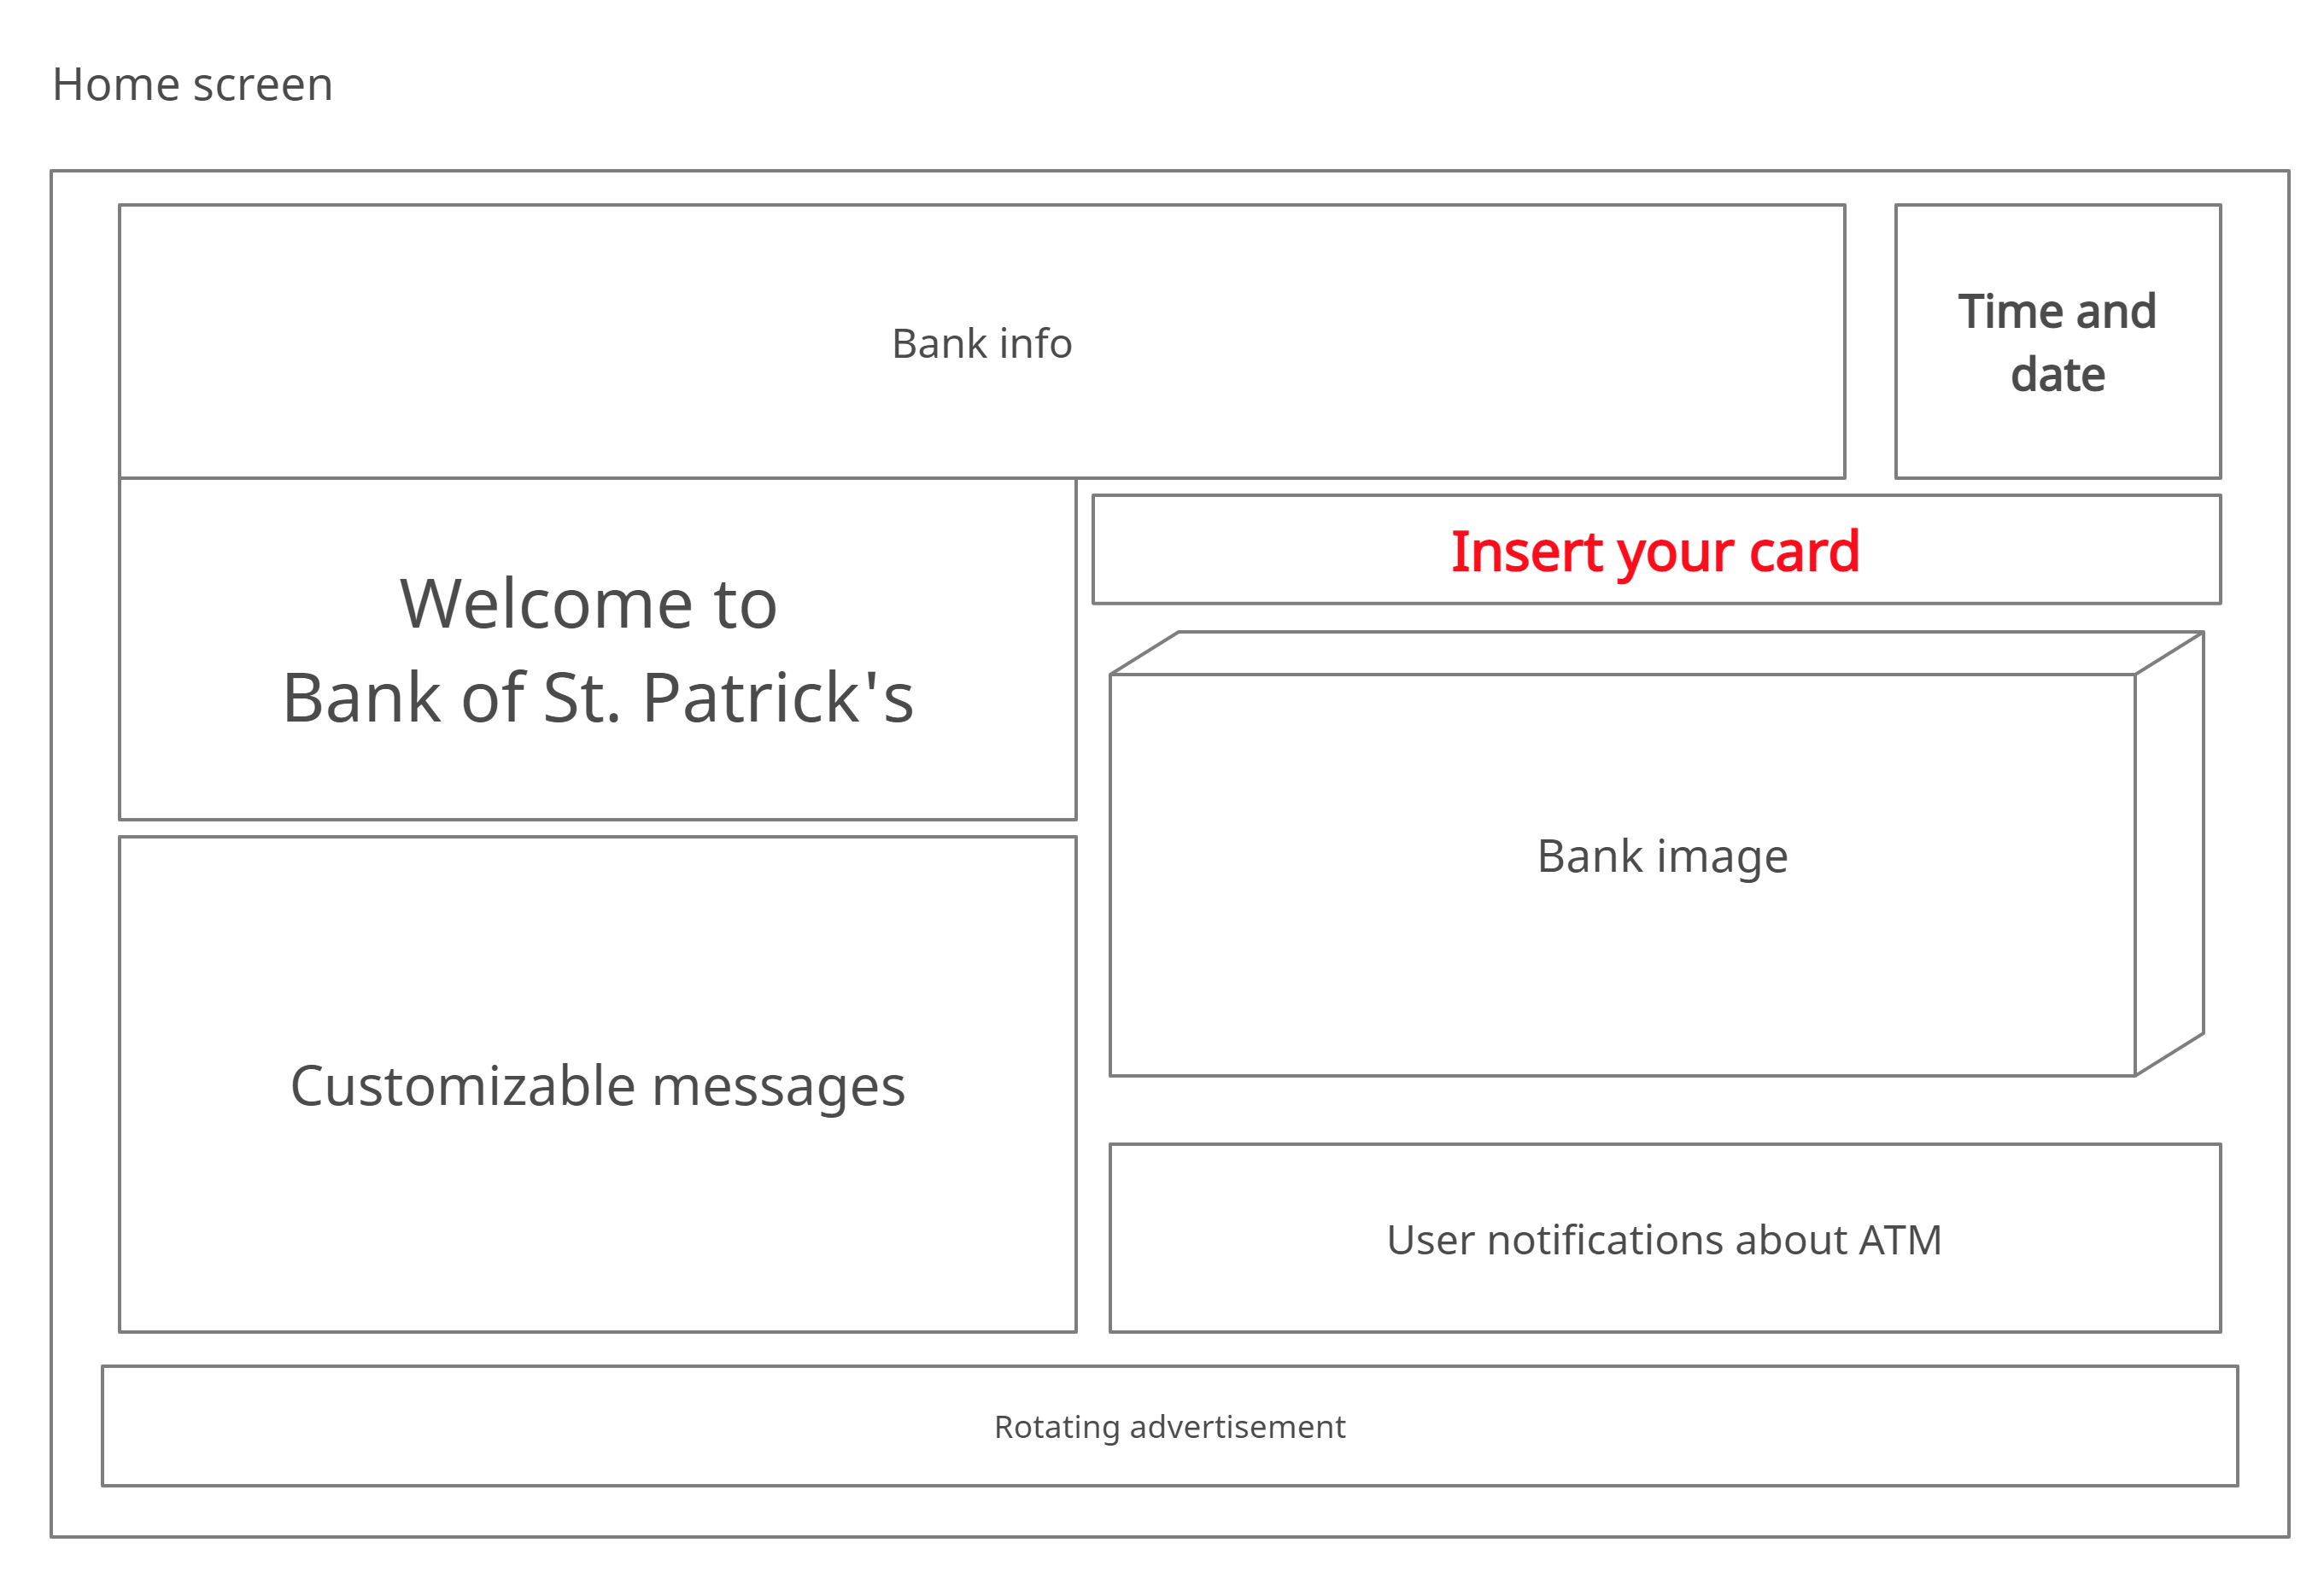 Home screen
Bank info
Time and
date
Welcome to
Bank of St. Patrick's
Insert your card
Bank image
Customizable messages
User notifications about ATM
Rotating advertisement